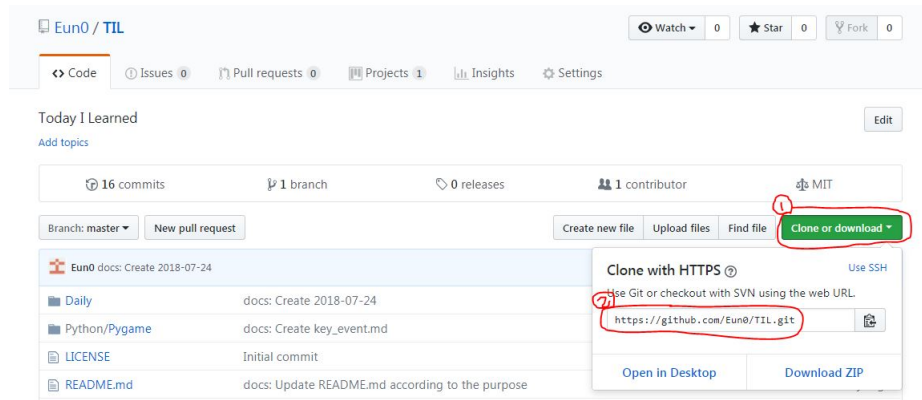 Eun0 / TIL
Watch 0 Star 0 Fork 0
Code Issues 0 Pull requests 0 Projects 1 Insights Settings
Today I Learned
Edit
Add topics
16 commits 1 branch 0 releases 1 contributor MIT
1
Branch: master New pull request Create new file Upload files Find file Clone or download
Eun0 docs: Create 2018-07-24
Clone with HTTPS Use SSH
Use Git or checkout with SVN using the web URL.
2
https://github.com/Eun0/TIL.git
Daily docs: Create 2018-07-24
Python/Pygame docs: Create key_event.md
LICENSE Initial commit
README.md docs: Update README.md according to the purpose
Open in Desktop Download ZIP